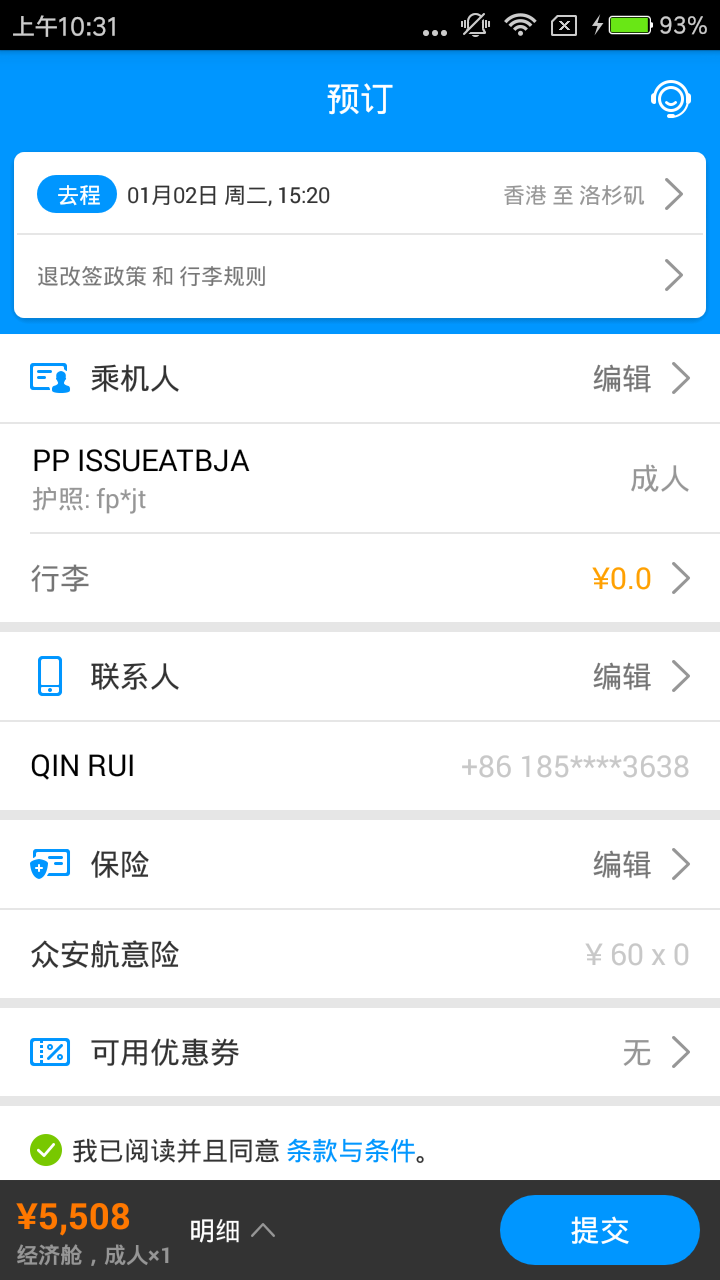 上午10:31 93%
预订
去程 01月02日 周二, 15:20 香港 至 洛杉矶
退改签政策 和 行李规则
乘机人 编辑
PP ISSUEATBJA
成人
护照: fp*jt
行李 ¥0.0
联系人 编辑
QIN RUI +86 185****3638
保险 编辑
众安航意险 ¥ 60 x 0
可用优惠券 无
我已阅读并且同意 条款与条件。
¥5,508
明细
提交
经济舱，成人×1